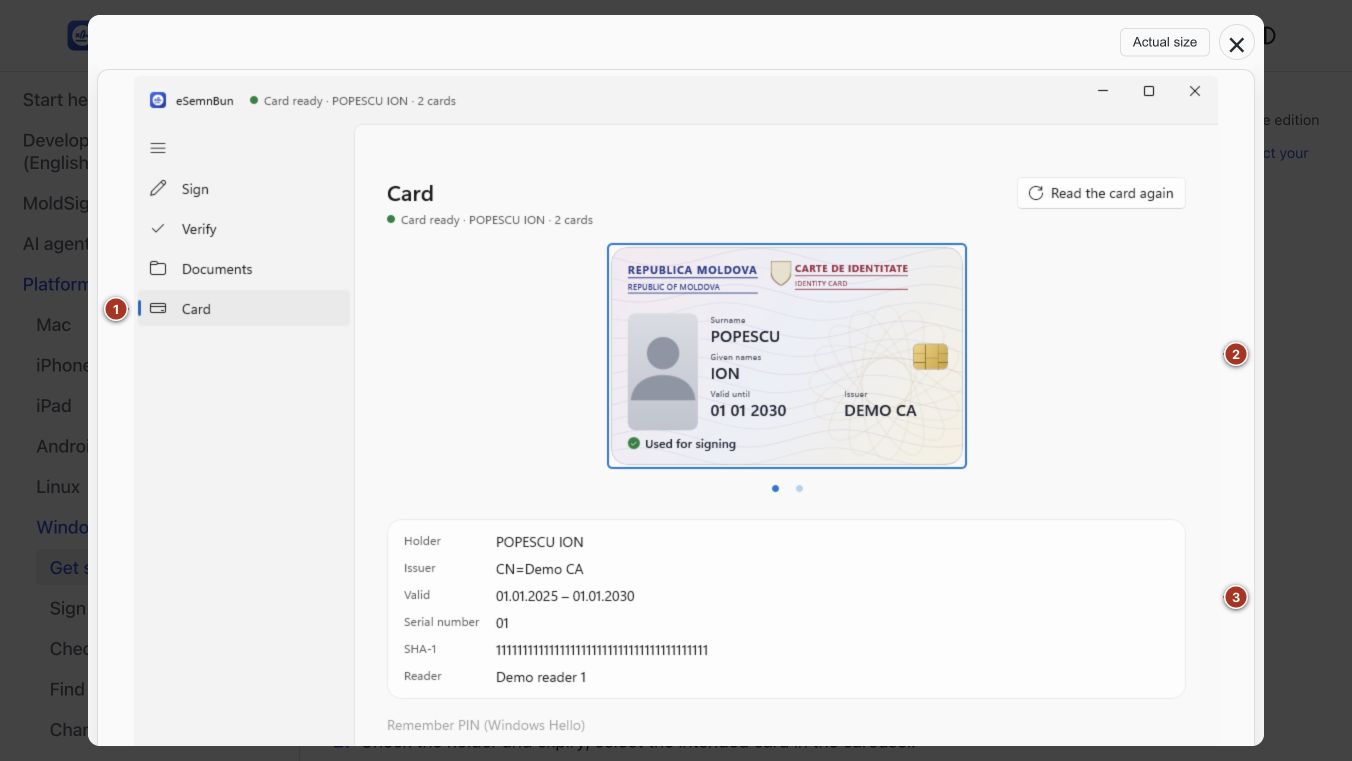 Actual size
eSemnBun Card ready · POPESCU ION · 2 cards
Start he
Develop
(English
MoldSig
AI agent
Platform
Mac
iPhone
iPad
Androi
Linux
Windo
Get s
Sign
Chec
Find
Char
e edition
ct your
Sign
Verify
Documents
1
Card
Card
Card ready · POPESCU ION · 2 cards
Read the card again
REPUBLICA MOLDOVA
REPUBLIC OF MOLDOVA
CARTE DE IDENTITATE
IDENTITY CARD
Surname
POPESCU
Given names
ION
Valid until
01 01 2030
Issuer
DEMO CA
Used for signing
2
Holder POPESCU ION
Issuer CN=Demo CA
Valid 01.01.2025 – 01.01.2030
Serial number 01
SHA-1 1111111111111111111111111111111111111111
Reader Demo reader 1
3
Remember PIN (Windows Hello)